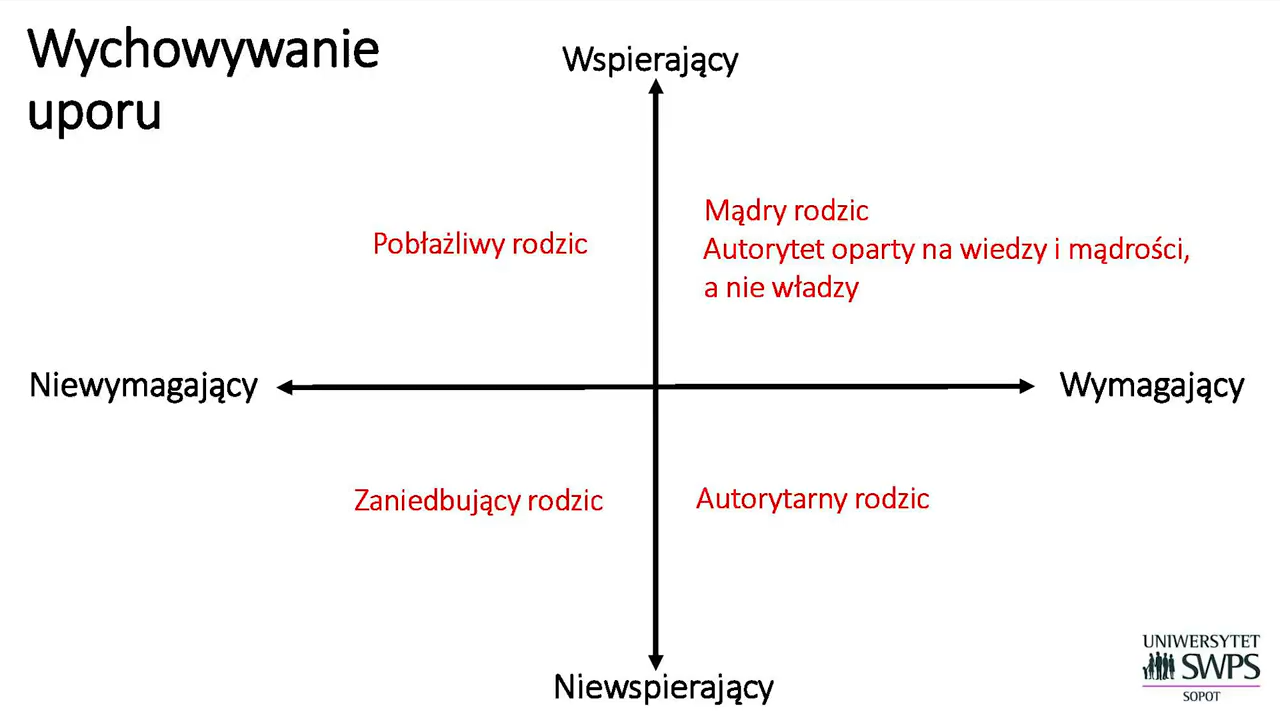 Wychowywanie
uporu
Wspierający
Pobłażliwy rodzic
Mądry rodzic
Autorytet oparty na wiedzy i mądrości,
a nie władzy
Niewymagający
Wymagający
Zaniedbujący rodzic
Autorytarny rodzic
Niewspierający
UNIWERSYTET
SWPS
SOPOT